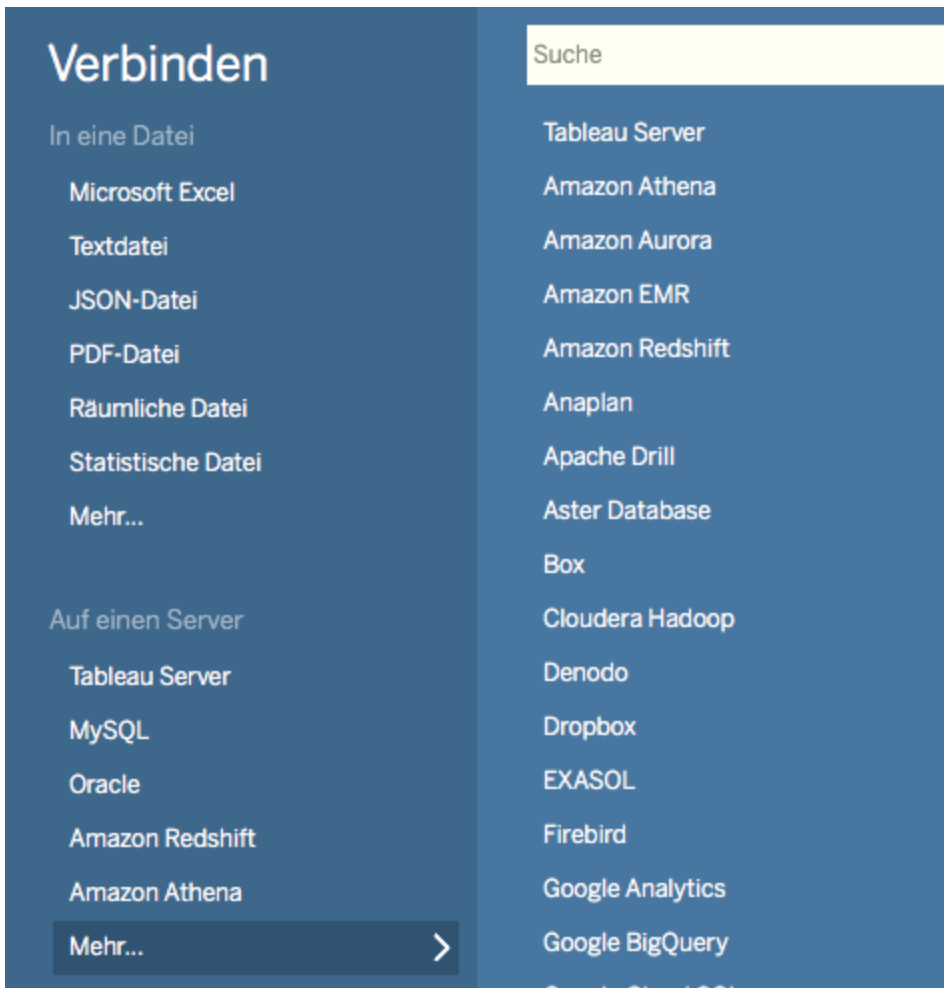 Verbinden
In eine Datei
Microsoft Excel
Textdatei
JSON-Datei
PDF-Datei
Räumliche Datei
Statistische Datei
Mehr...
Auf einen Server
Tableau Server
MySQL
Oracle
Amazon Redshift
Amazon Athena
Mehr...
Suche
Tableau Server
Amazon Athena
Amazon Aurora
Amazon EMR
Amazon Redshift
Anaplan
Apache Drill
Aster Database
Box
Cloudera Hadoop
Denodo
Dropbox
EXASOL
Firebird
Google Analytics
Google BigQuery